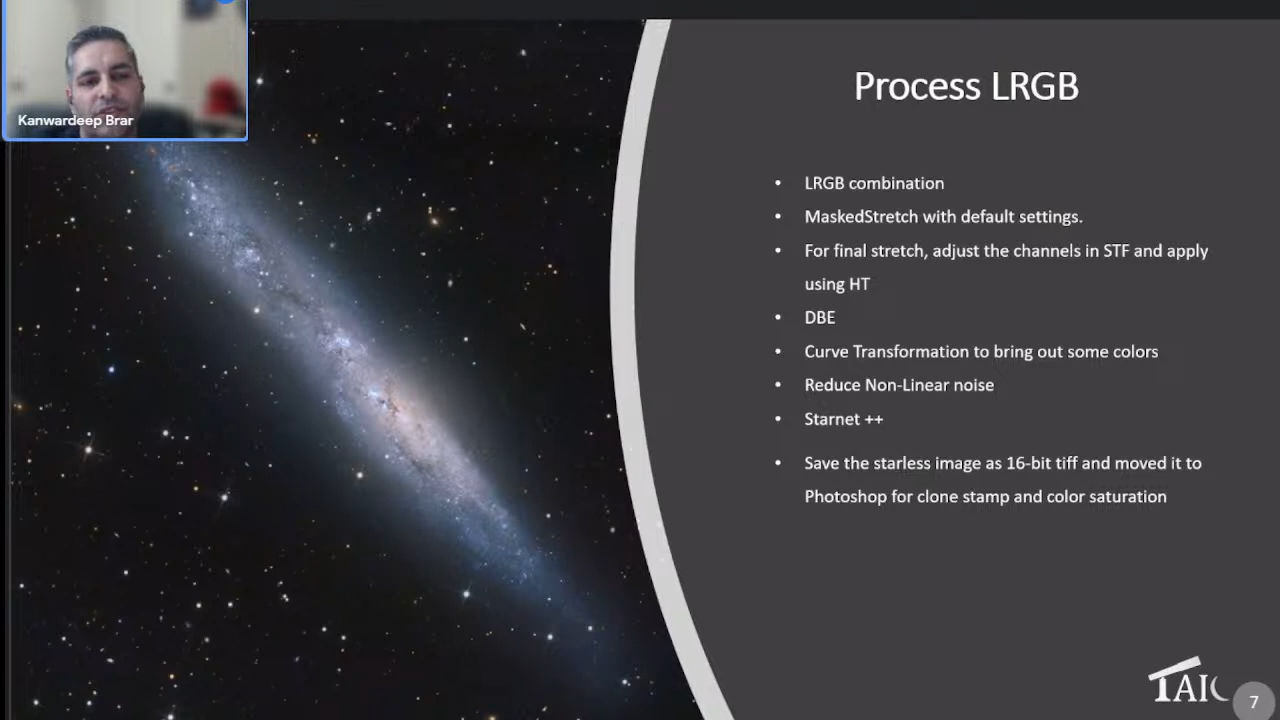 Kanwardeep Brar
Process LRGB
• LRGB combination
• MaskedStretch with default settings.
• For final stretch, adjust the channels in STF and apply
using HT
• DBE
• Curve Transformation to bring out some colors
• Reduce Non-Linear noise
• Starnet ++
• Save the starless image as 16-bit tiff and moved it to
Photoshop for clone stamp and color saturation
TAIC
7